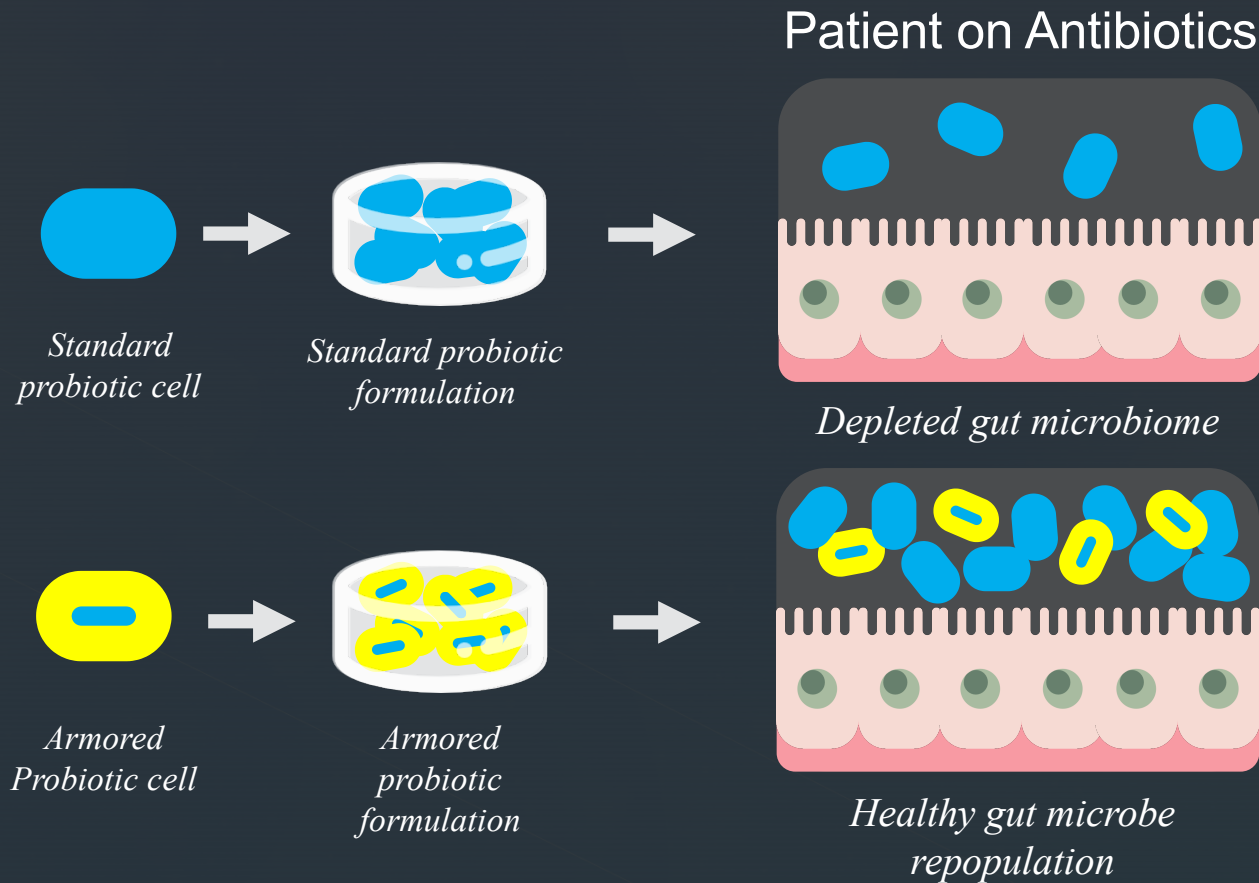 Patient on Antibiotics
Standard
probiotic cell
Standard probiotic
formulation
Depleted gut microbiome
Armored
Probiotic cell
Armored
probiotic
formulation
Healthy gut microbe
repopulation